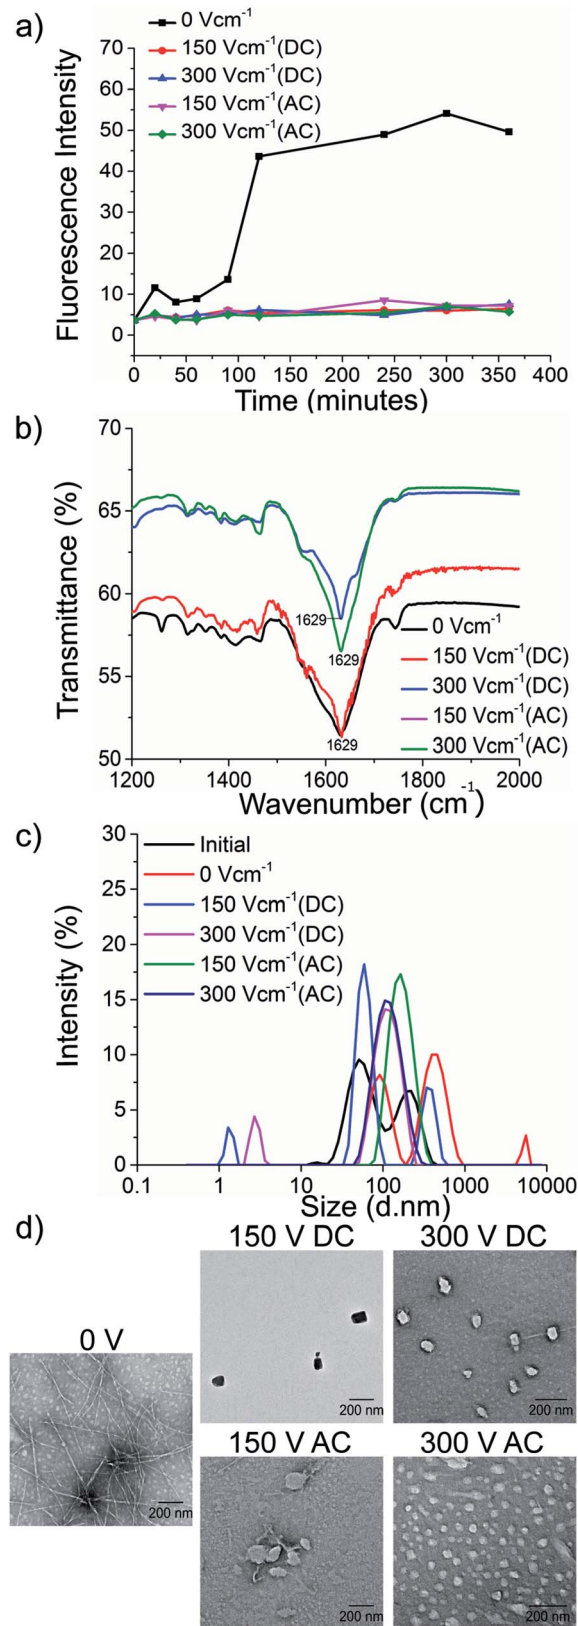 a)
0 Vcm-1
150 Vcm-1(DC)
300 Vcm-1(DC)
150 Vcm-1(AC)
300 Vcm-1(AC)
Fluorescence Intensity
70
60
50
40
30
20
10
0
0 50 100 150 200 250 300 350 400
Time (minutes)
b)
Transmittance (%)
70
65
60
55
50
1629
1629
1629
0 Vcm-1
150 Vcm-1(DC)
300 Vcm-1(DC)
150 Vcm-1(AC)
300 Vcm-1(AC)
1200 1400 1600 1800 2000
Wavenumber (cm-1)
c)
Intensity (%)
30
25
20
15
10
5
0
Initial
0 Vcm-1
150 Vcm-1(DC)
300 Vcm-1(DC)
150 Vcm-1(AC)
300 Vcm-1(AC)
0.1 1 10 100 1000 10000
Size (d.nm)
d)
0 V
200 nm
150 V DC
200 nm
300 V DC
200 nm
150 V AC
200 nm
300 V AC
200 nm